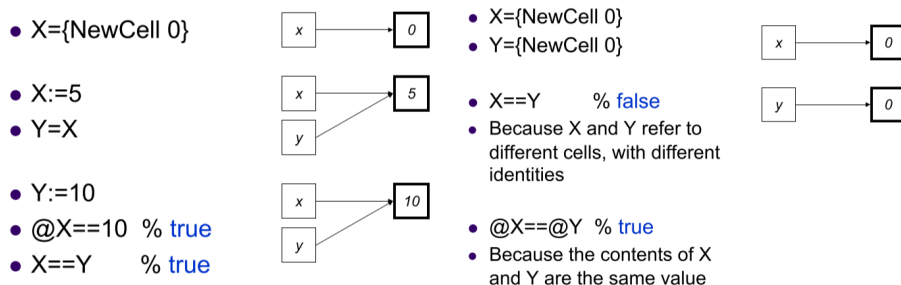 X={NewCell 0}
x
0
X:=5
Y=X
x
5
y
Y:=10
@X==10 % true
X==Y % true
x
10
y
X={NewCell 0}
Y={NewCell 0}
x
0
y
0
X==Y % false
Because X and Y refer to
different cells, with different
identities
@X==@Y % true
Because the contents of X
and Y are the same value